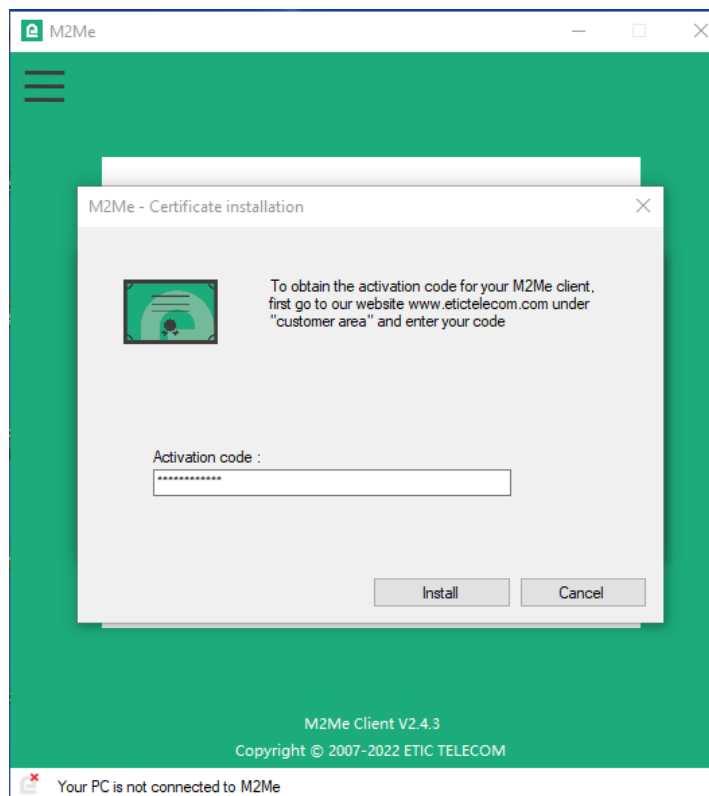 M2Me
M2Me - Certificate installation
To obtain the activation code for your M2Me client,
first go to our website www.etictelecom.com under
"customer area" and enter your code
Activation code :
************
Install
Cancel
M2Me Client V2.4.3
Copyright © 2007-2022 ETIC TELECOM
Your PC is not connected to M2Me